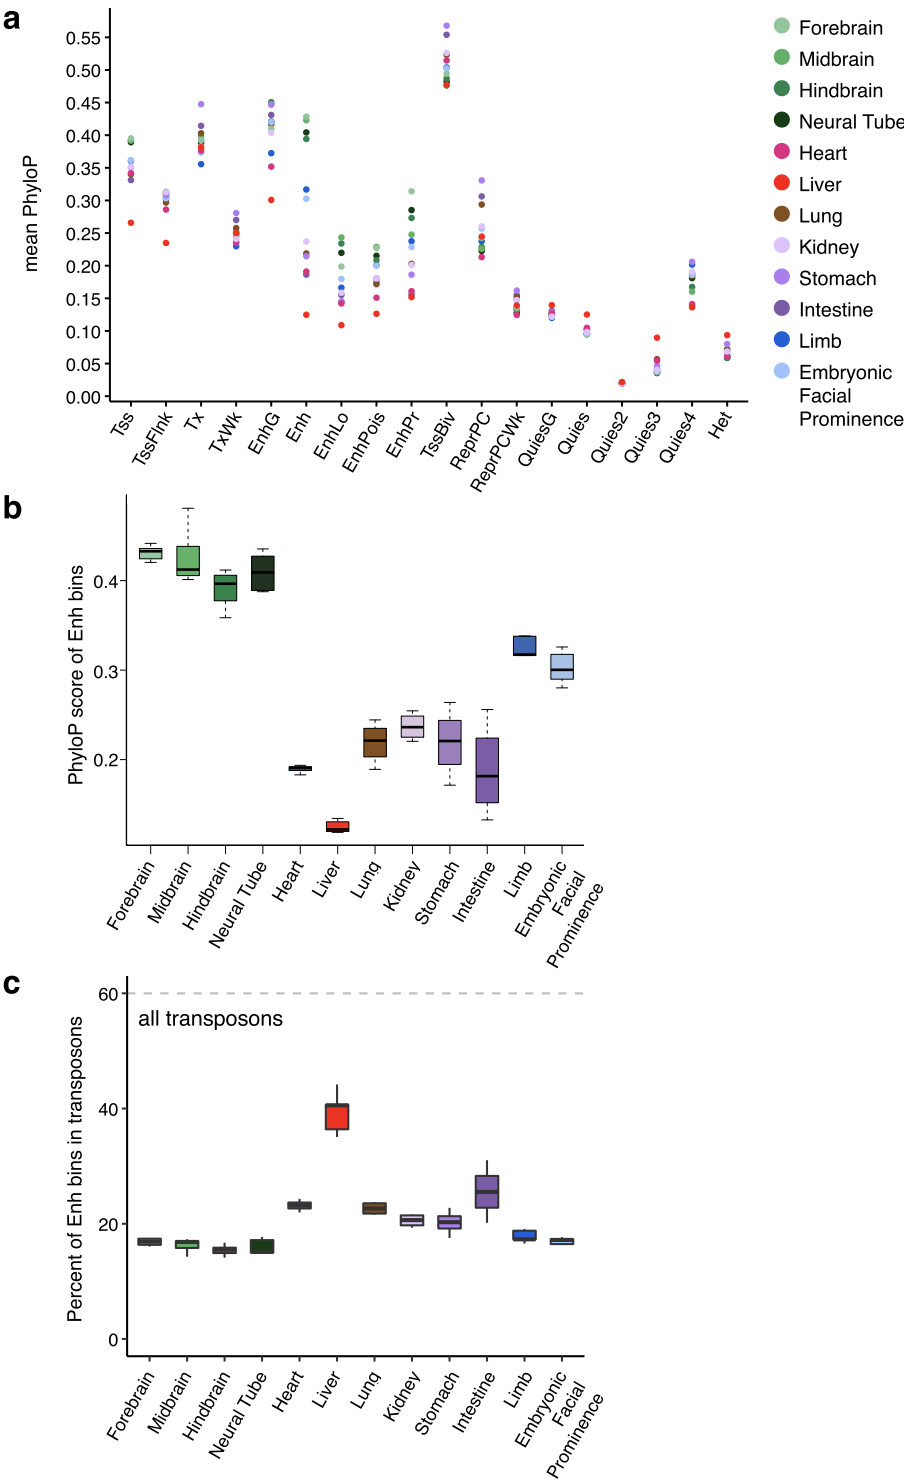 a
mean PhyloP
0.55
0.50
0.45
0.40
0.35
0.30
0.25
0.20
0.15
0.10
0.05
0.00
Tss
TssFlnk
Tx
TxWk
EnhG
Enh
EnhLo
EnhPois
EnhPr
TssBiv
ReprPC
ReprPCWk
QuiesG
Quies
Quies2
Quies3
Quies4
Het
Forebrain
Midbrain
Hindbrain
Neural Tube
Heart
Liver
Lung
Kidney
Stomach
Intestine
Limb
Embryonic
Facial
Prominence
b
PhyloP score of Enh bins
0.4
0.3
0.2
Forebrain
Midbrain
Hindbrain
Neural Tube
Heart
Liver
Lung
Kidney
Stomach
Intestine
Limb
Embryonic
Facial
Prominence
c
Percent of Enh bins in transposons
60
40
20
0
all transposons
Forebrain
Midbrain
Hindbrain
Neural Tube
Heart
Liver
Lung
Kidney
Stomach
Intestine
Limb
Embryonic
Facial
Prominence